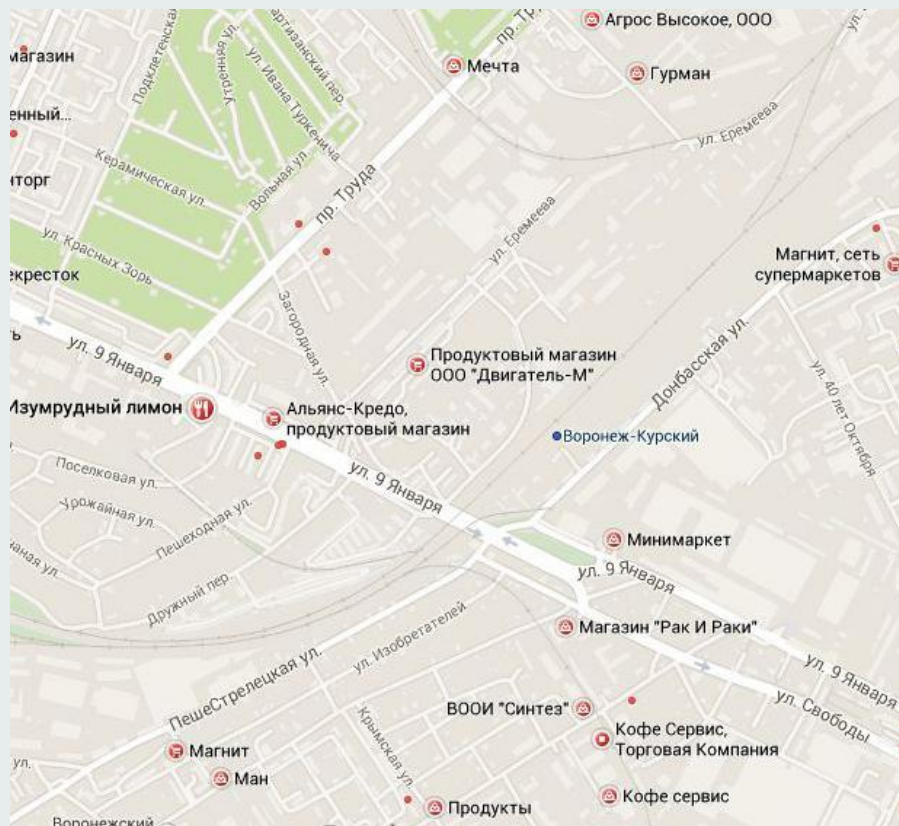 Агрос Высокое, ООО
пр. Труда
Мечта
Гурман
магазин
Подклетенская
Утренняя ул.
ул. Ивана Туркенича
Партизанский пер.
енный...
ул. Еремеева
Керамическая ул.
Вольная ул.
пр. Труда
нторг
ул. Еремеева
ул. Красных Зорь
Магнит, сеть
супермаркетов
екресток
Загородная ул.
ул. 9 Января
Продуктовый магазин
ООО "Двигатель-М"
Донбасская ул.
ул. 40 лет Октября
Изумрудный лимон
Альянс-Кредо,
продуктовый магазин
Воронеж-Курский
Поселковая ул.
ул. 9 Января
Урожайная ул.
Пешеходная ул.
Минимаркет
ул. 9 Января
Дружный пер.
Магазин "Рак И Раки"
ул. Изобретателей
ПешеСтрелецкая ул.
ул. 9 Января
ул. Свободы
ВООИ "Синтез"
Крымская ул.
Кофе Сервис,
Торговая Компания
Магнит
ул.
Ман
Кофе сервис
Продукты
Воронежский